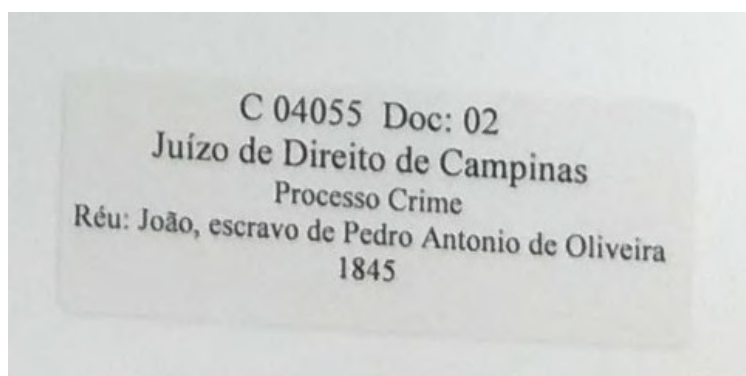 C 04055 Doc: 02
Juízo de Direito de Campinas
Processo Crime
Réu: João, escravo de Pedro Antonio de Oliveira
1845